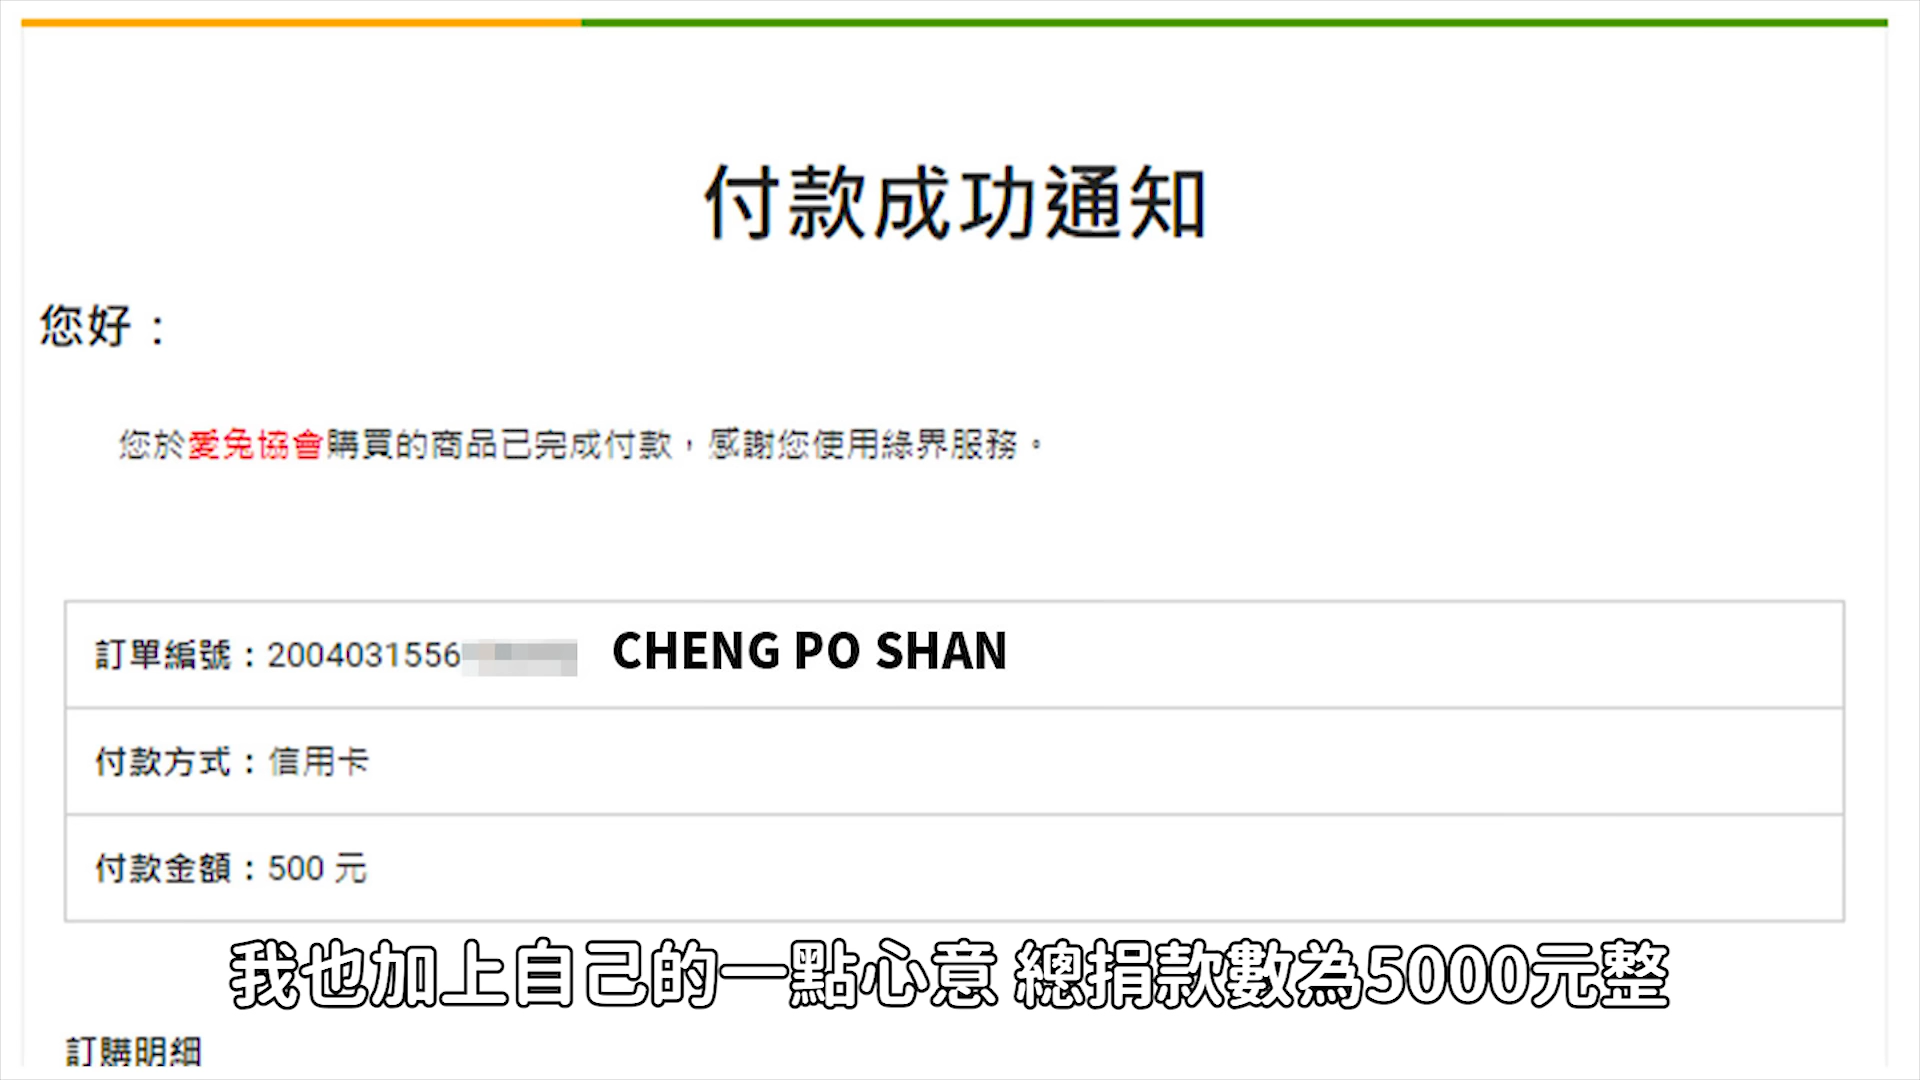 付款成功通知
您好：
您於愛兔協會購買的商品已完成付款，感謝您使用綠界服務。
訂單編號：2004031556 CHENG PO SHAN
付款方式：信用卡
付款金額：500 元
我也加上自己的一點心意 總捐款數為5000元整
訂購明細